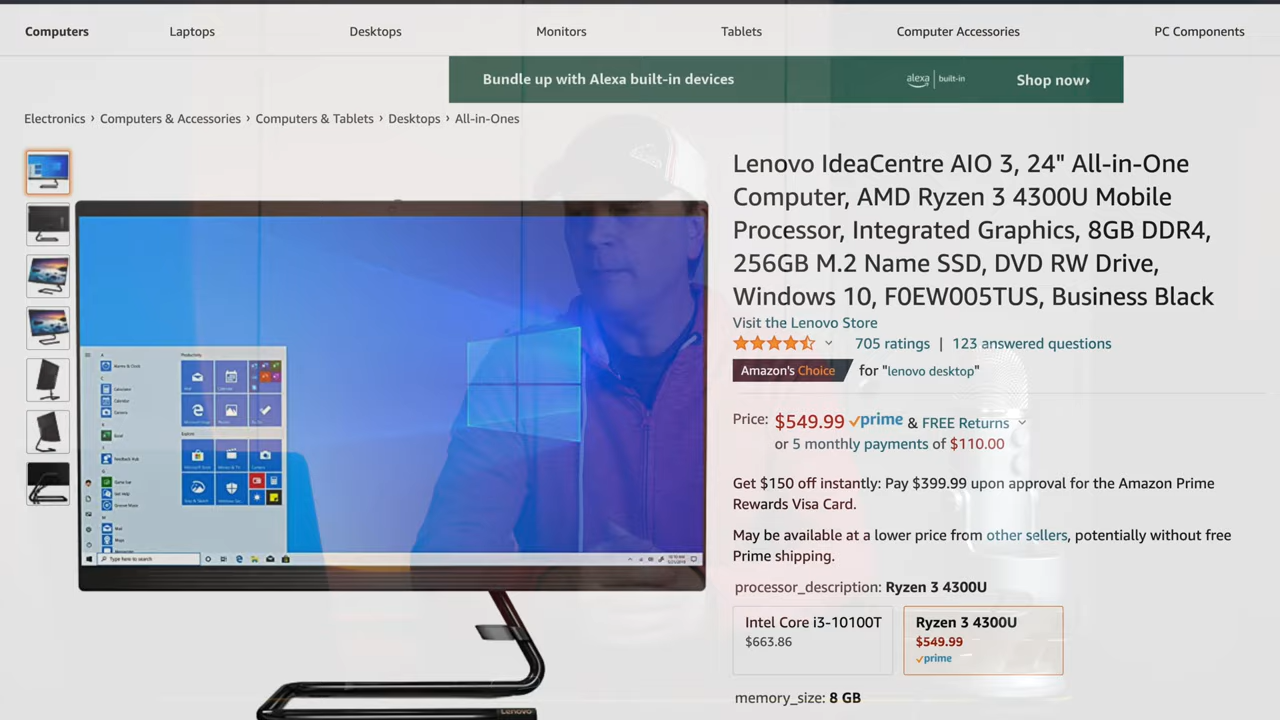 Computers
Laptops
Desktops
Monitors
Tablets
Computer Accessories
PC Components
Bundle up with Alexa built-in devices
alexa | built-in
Shop now
Electronics › Computers & Accessories › Computers & Tablets › Desktops › All-in-Ones
Lenovo IdeaCentre AIO 3, 24" All-in-One
Computer, AMD Ryzen 3 4300U Mobile
Processor, Integrated Graphics, 8GB DDR4,
256GB M.2 Name SSD, DVD RW Drive,
Windows 10, F0EW005TUS, Business Black
Visit the Lenovo Store
705 ratings | 123 answered questions
Amazon's Choice for "lenovo desktop"
Price: $549.99 prime & FREE Returns
or 5 monthly payments of $110.00
Get $150 off instantly: Pay $399.99 upon approval for the Amazon Prime
Rewards Visa Card.
May be available at a lower price from other sellers, potentially without free
Prime shipping.
processor_description: Ryzen 3 4300U
Intel Core i3-10100T
$663.86
Ryzen 3 4300U
$549.99
prime
memory_size: 8 GB
Productivity
Type here to search
Lenovo